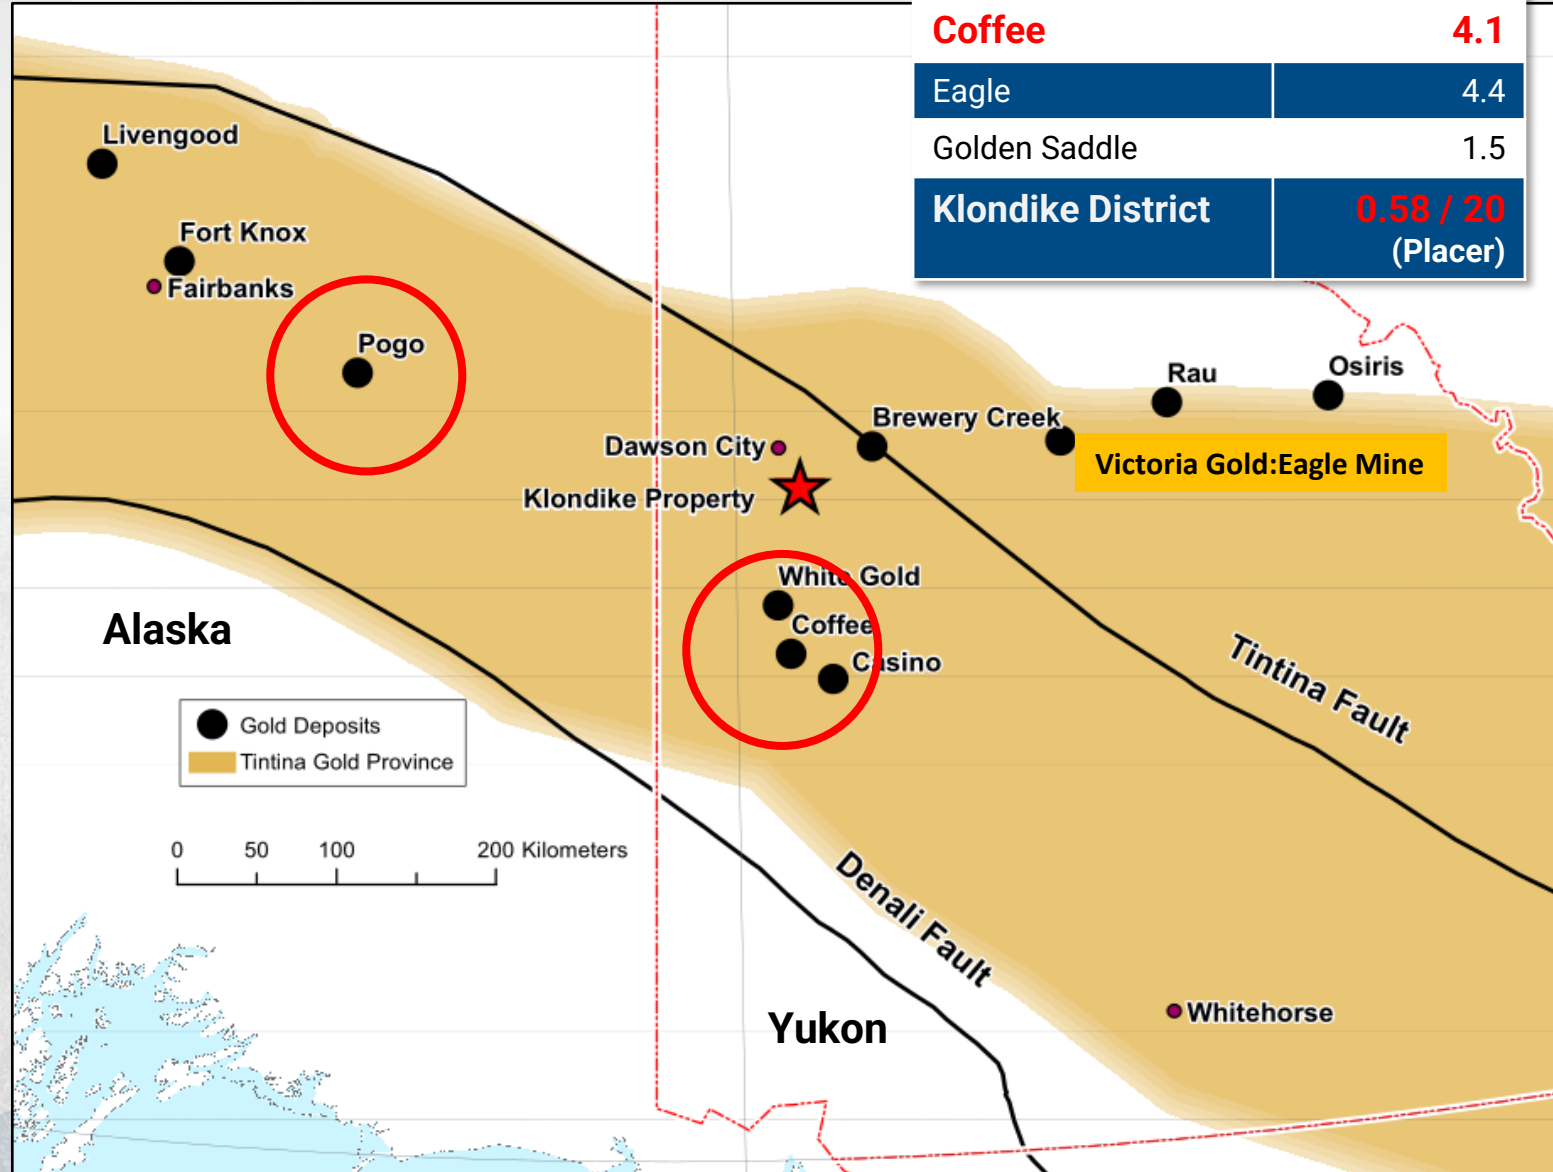 Coffee 4.1
Eagle 4.4
Golden Saddle 1.5
Klondike District 0.58 / 20
(Placer)
Livengood
Fort Knox
Fairbanks
Pogo
Rau
Osiris
Brewery Creek
Dawson City
Victoria Gold:Eagle Mine
Klondike Property
White Gold
Coffee
Casino
Alaska
Tintina Fault
Gold Deposits
Tintina Gold Province
0 50 100 200 Kilometers
Denali Fault
Whitehorse
Yukon